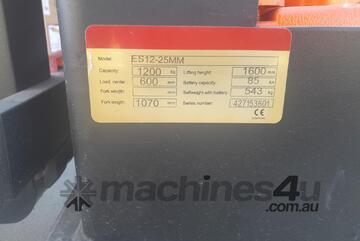 Model: ES12-25MM
Capacity: 1200 kg Lifting height: 1600 mm
Load center: 600 mm Battery capacity: 85 AH
Fork width: mm Selfweight with battery: 543 kg
Fork length: 1070 mm Series number: 427153601
CE
machines4u
.com.au